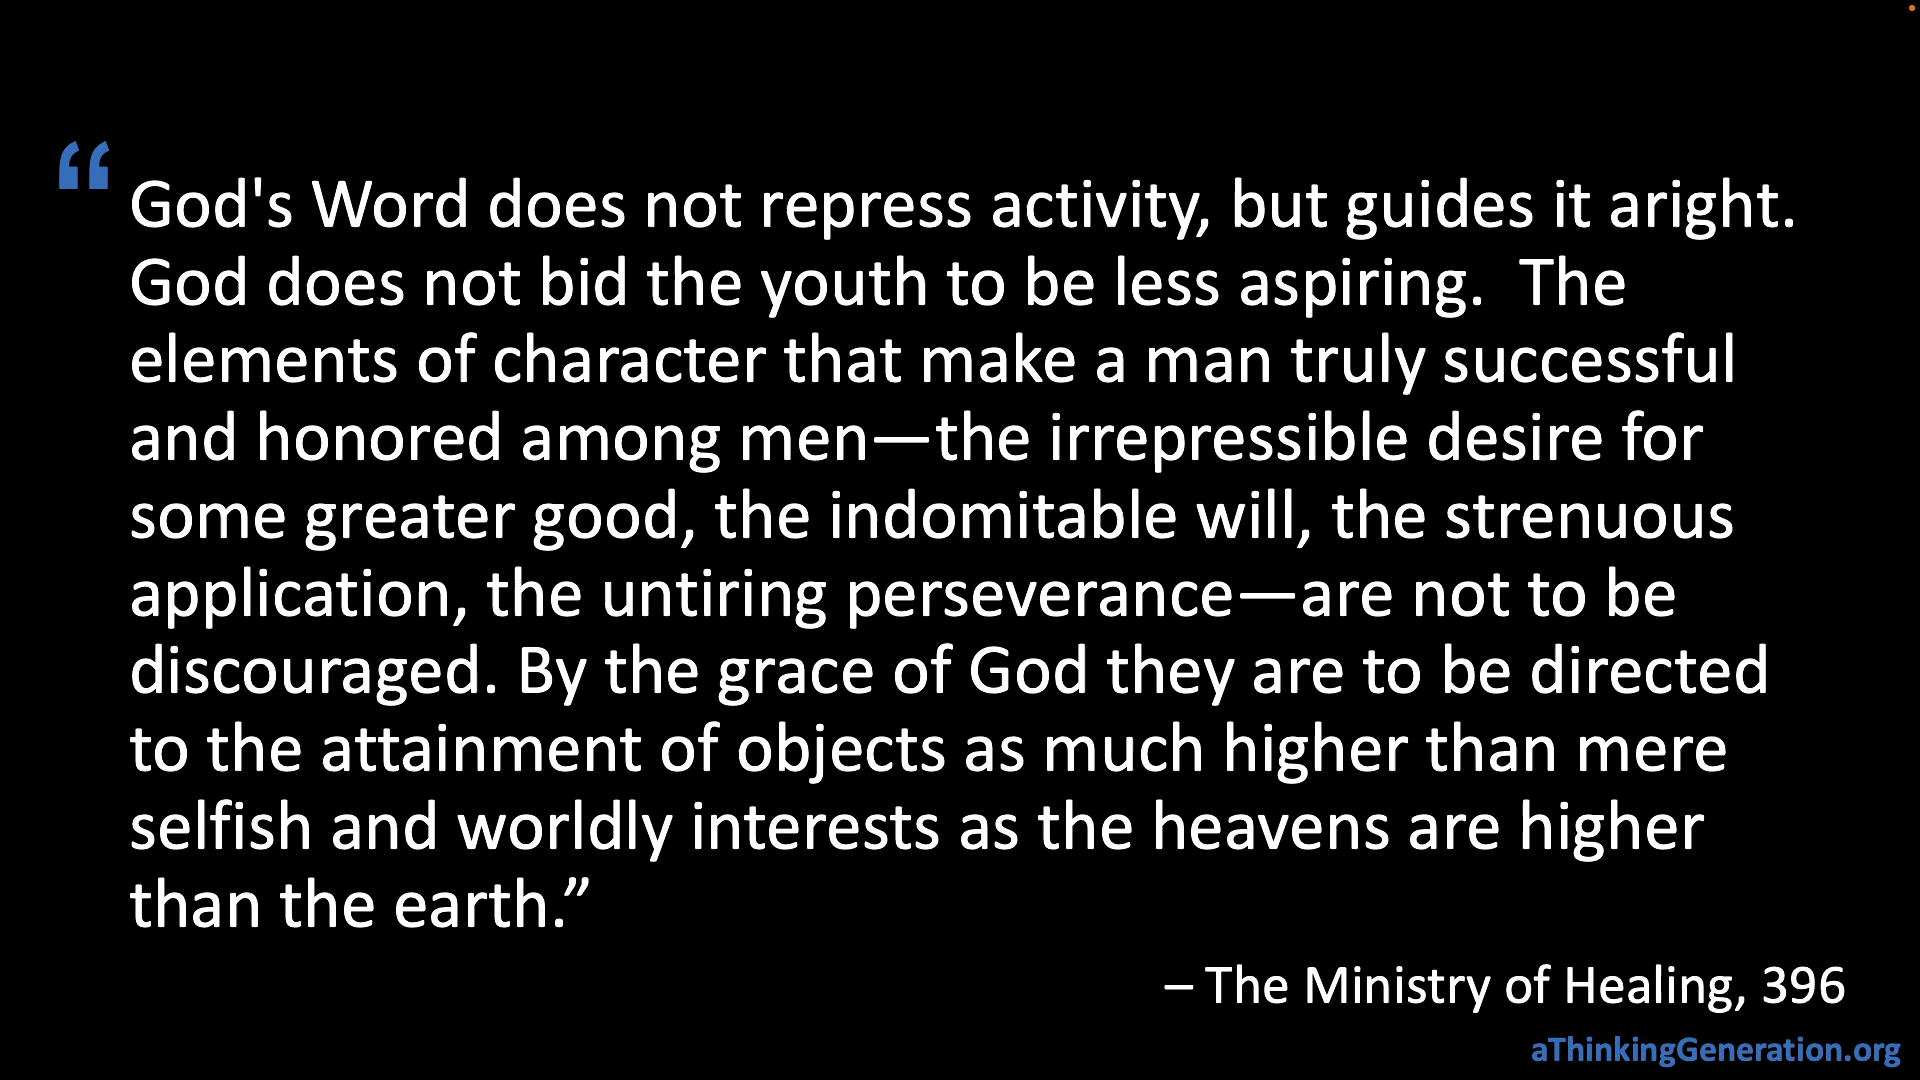 “God's Word does not repress activity, but guides it aright.
God does not bid the youth to be less aspiring.  The
elements of character that make a man truly successful
and honored among men—the irrepressible desire for
some greater good, the indomitable will, the strenuous
application, the untiring perseverance—are not to be
discouraged. By the grace of God they are to be directed
to the attainment of objects as much higher than mere
selfish and worldly interests as the heavens are higher
than the earth.”
– The Ministry of Healing, 396
aThinkingGeneration.org